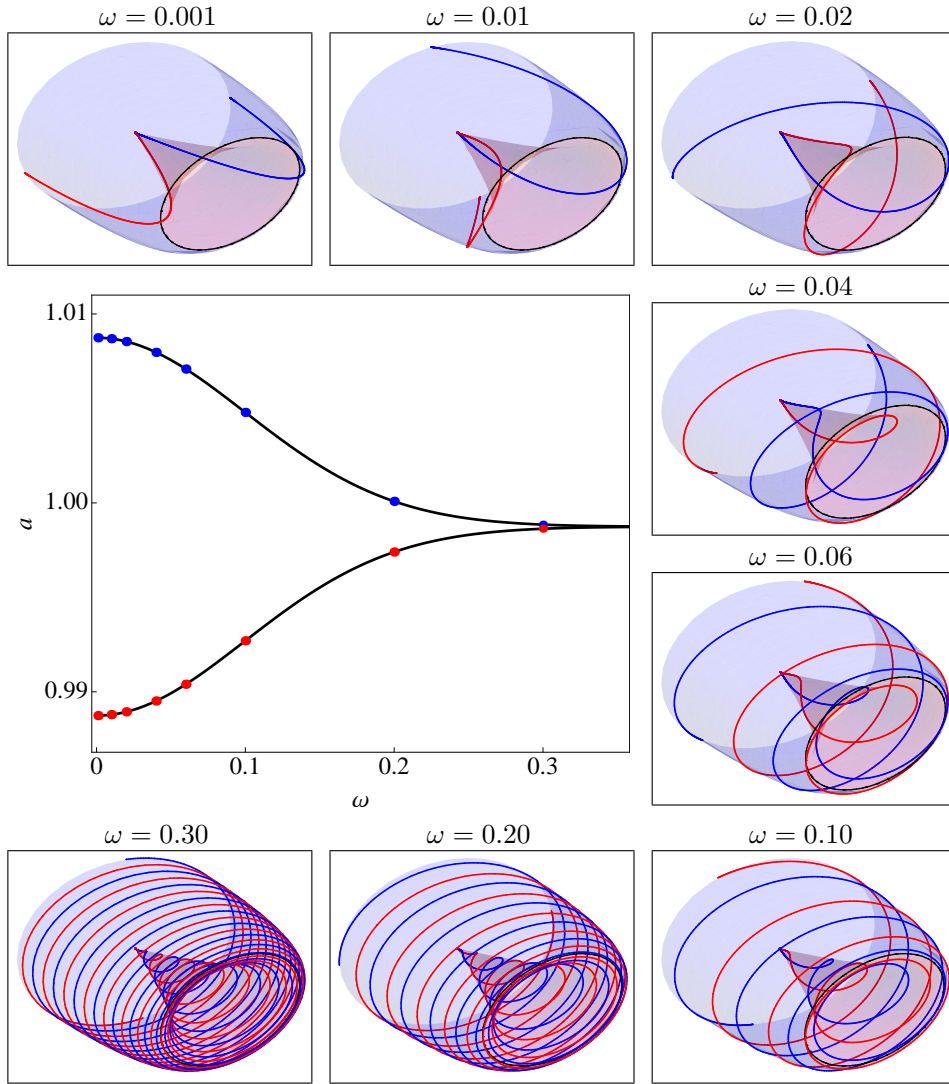 ω = 0.001
ω = 0.01
ω = 0.02
1.01
1.00
0.99
a
0
0.1
0.2
0.3
ω
ω = 0.04
ω = 0.06
ω = 0.30
ω = 0.20
ω = 0.10